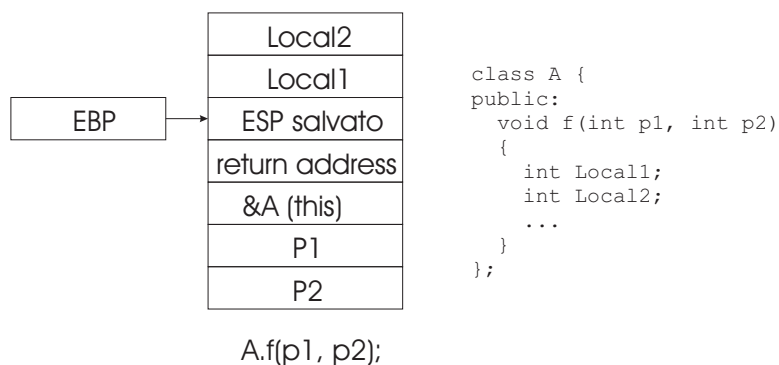 Local2
Local1
EBP
ESP salvato
return address
&A (this)
P1
P2
A.f(p1, p2);
class A {
public:
void f(int p1, int p2)
{
int Local1;
int Local2;
...
}
};